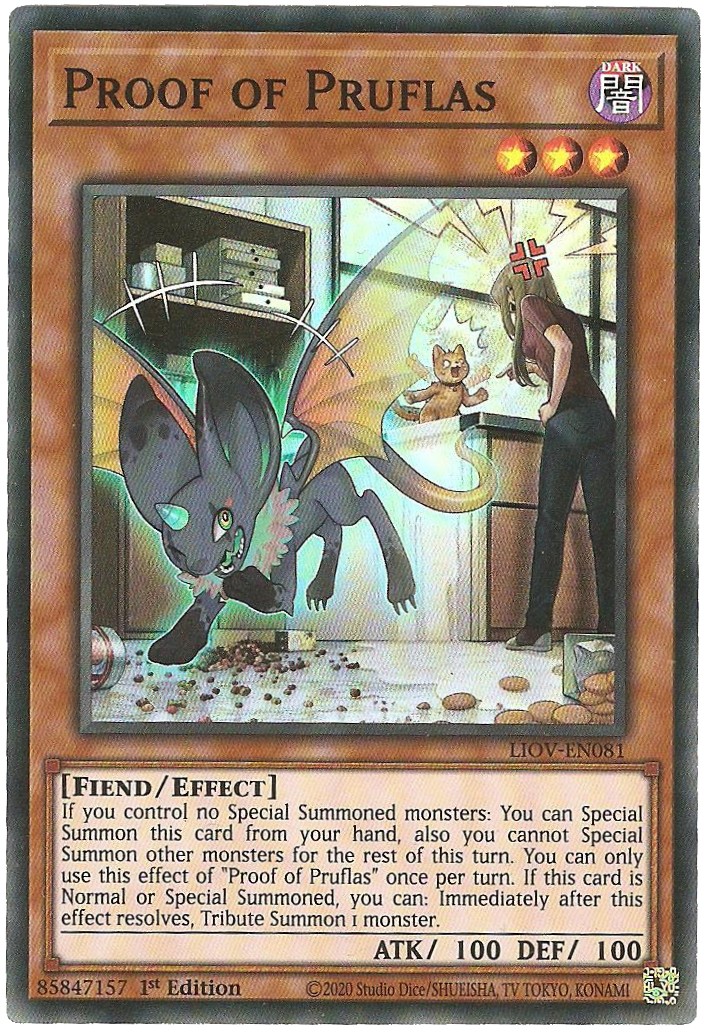 PROOF OF PRUFLAS
DARK
闇
LIOV-EN081
[FIEND/EFFECT]
If you control no Special Summoned monsters: You can Special
Summon this card from your hand, also you cannot Special
Summon other monsters for the rest of this turn. You can only
use this effect of "Proof of Pruflas" once per turn. If this card is
Normal or Special Summoned, you can: Immediately after this
effect resolves, Tribute Summon 1 monster.
ATK/ 100 DEF/ 100
85847157 1st Edition ©2020 Studio Dice/SHUEISHA, TV TOKYO, KONAMI